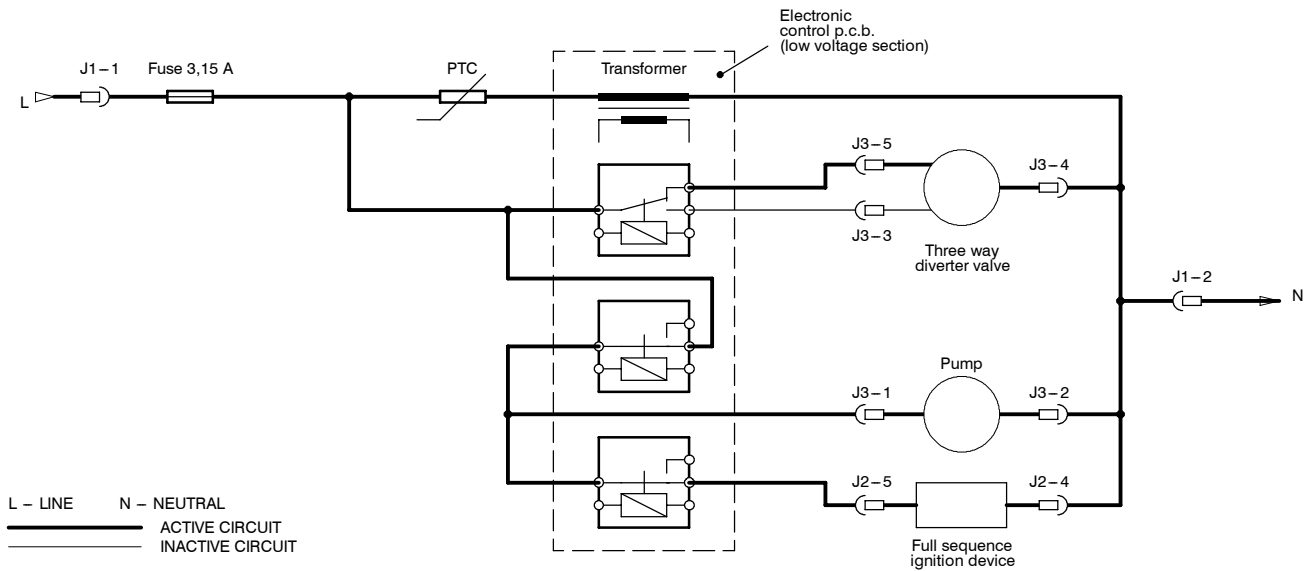 Electronic
control p.c.b.
(low voltage section)
J1–1
Fuse 3,15 A
PTC
Transformer
L
J3–5
J3–4
J3–3
Three way
diverter valve
J1–2
N
Pump
J3–1
J3–2
J2–5
J2–4
Full sequence
ignition device
L – LINE N – NEUTRAL
ACTIVE CIRCUIT
INACTIVE CIRCUIT